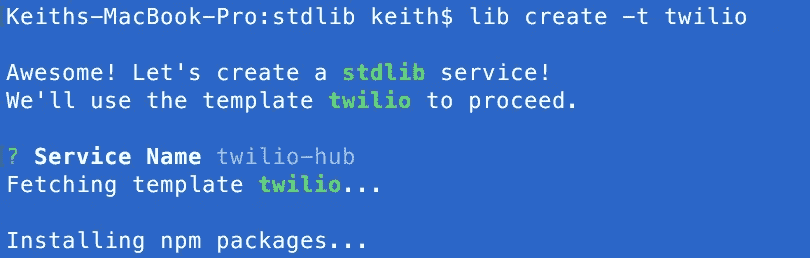 Keiths-MacBook-Pro:stdlib keith$ lib create -t twilio
Awesome! Let's create a stdlib service!
We'll use the template twilio to proceed.
? Service Name twilio-hub
Fetching template twilio...
Installing npm packages...